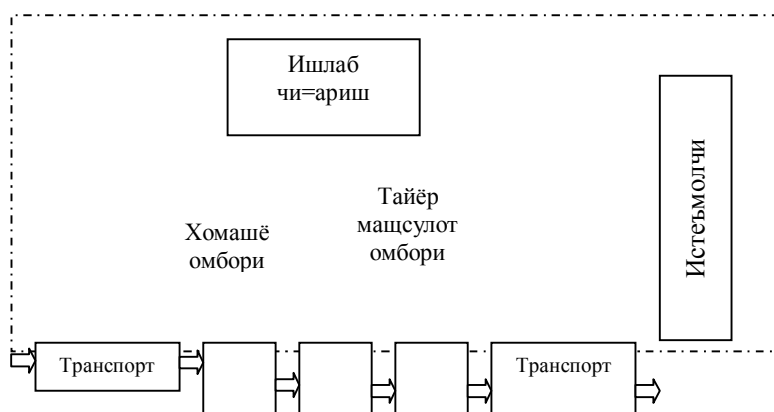 Ишлаб
чи=ариш
Истеъмолчи
Тайёр
мащсулот
омбори
Хомашё
омбори
Транспорт
Транспорт